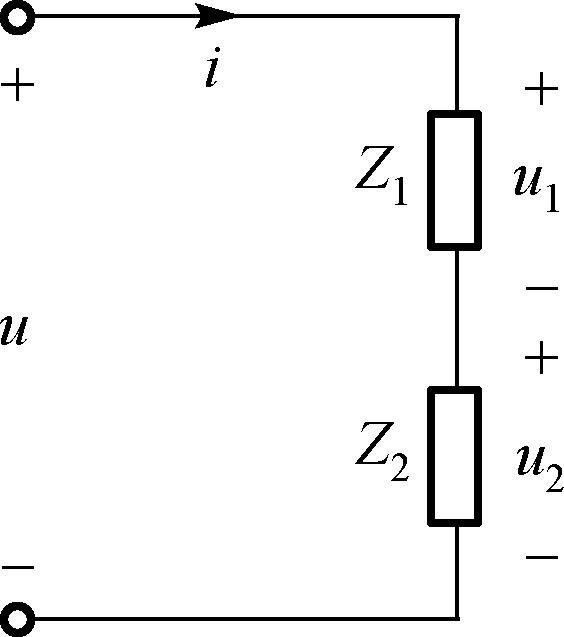 +
i
+
Z₁
u₁
−
u
+
Z₂
u₂
−
−